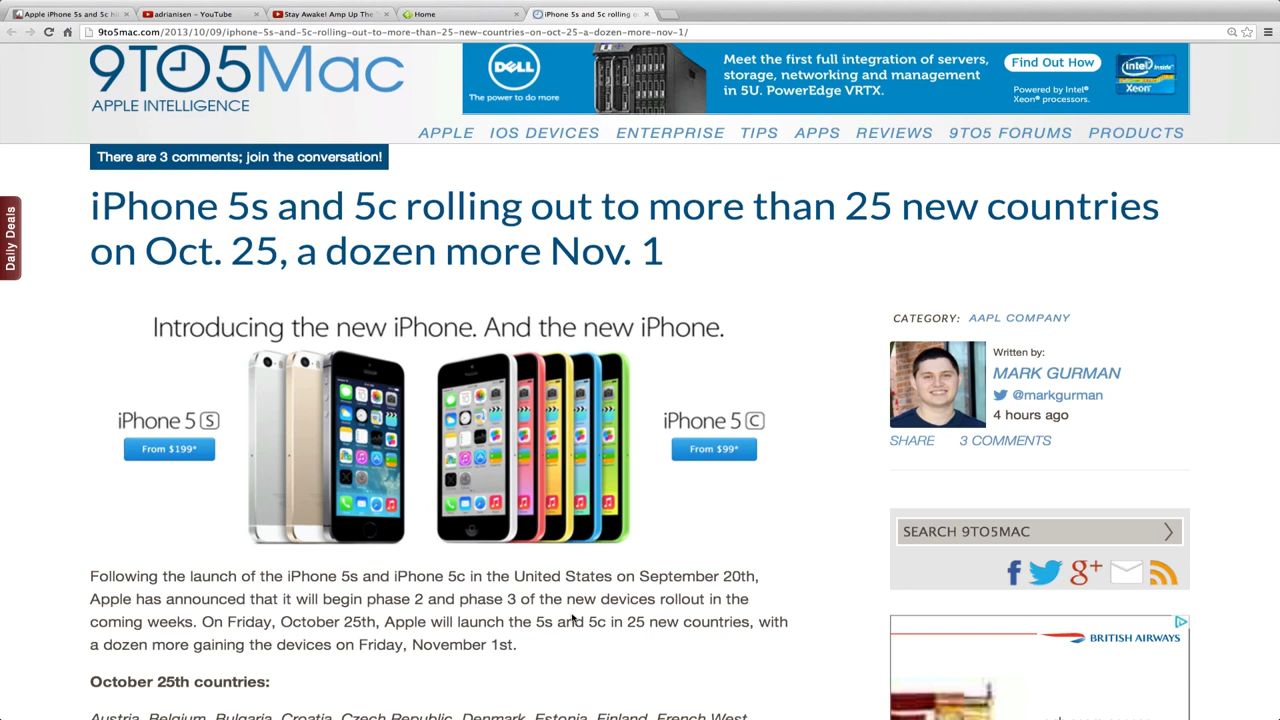 Apple iPhone 5s and 5c h
adrianisen - YouTube
Stay Awake! Amp Up The
Home
iPhone 5s and 5c rolling o
9to5mac.com/2013/10/09/iphone-5s-and-5c-rolling-out-to-more-than-25-new-countries-on-oct-25-a-dozen-more-nov-1/
9TO5Mac
APPLE INTELLIGENCE
DELL
The power to do more
Meet the first full integration of servers,
storage, networking and management
in 5U. PowerEdge VRTX.
Find Out How
Powered by Intel®
Xeon® processors.
intel inside™
Xeon®
APPLE IOS DEVICES ENTERPRISE TIPS APPS REVIEWS 9TO5 FORUMS PRODUCTS
There are 3 comments; join the conversation!
Daily Deals
iPhone 5s and 5c rolling out to more than 25 new countries
on Oct. 25, a dozen more Nov. 1
Introducing the new iPhone. And the new iPhone.
iPhone 5 S
From $199*
iPhone 5 C
From $99*
CATEGORY: AAPL COMPANY
Written by:
MARK GURMAN
@markgurman
4 hours ago
SHARE 3 COMMENTS
SEARCH 9TO5MAC
Following the launch of the iPhone 5s and iPhone 5c in the United States on September 20th,
Apple has announced that it will begin phase 2 and phase 3 of the new devices rollout in the
coming weeks. On Friday, October 25th, Apple will launch the 5s and 5c in 25 new countries, with
a dozen more gaining the devices on Friday, November 1st.
BRITISH AIRWAYS
October 25th countries:
Austria, Belgium, Bulgaria, Croatia, Czech Republic, Denmark, Estonia, Finland, French West